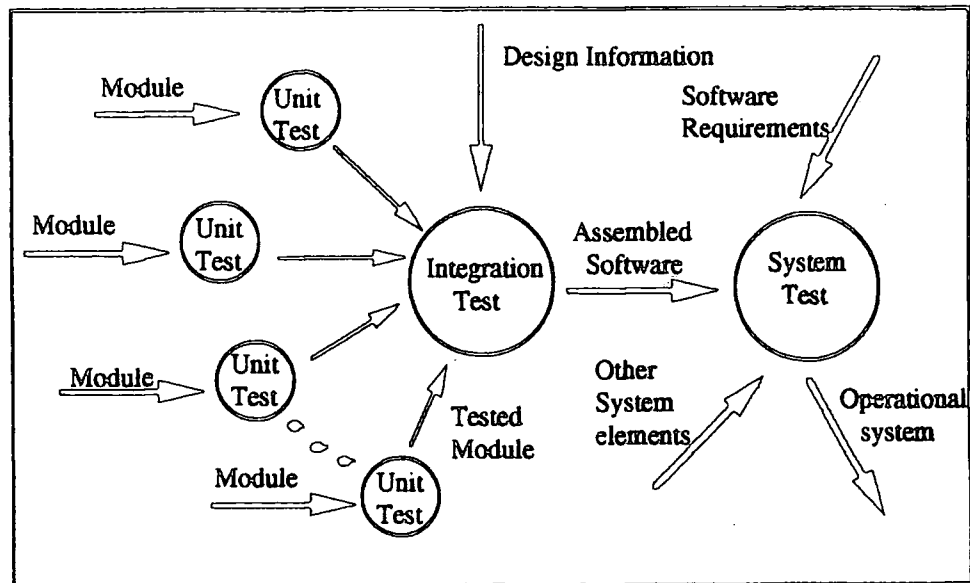 Module
Unit
Test
Design Information
Software
Requirements
Module
Unit
Test
Integration
Test
Assembled
Software
System
Test
Module
Unit
Test
Tested
Module
Other
System
elements
Operational
system
Module
Unit
Test